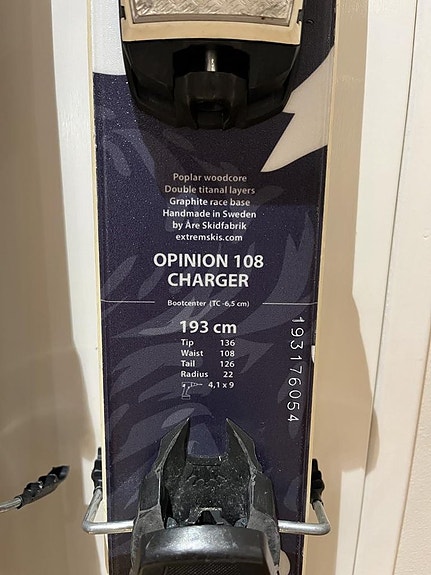 Poplar woodcore
Double titanal layers
Graphite race base
Handmade in Sweden
by Åre Skidfabrik
extremskis.com
OPINION 108
CHARGER
Bootcenter (TC -6,5 cm)
193 cm
Tip 136
Waist 108
Tail 126
Radius 22
4,1 x 9
193176054